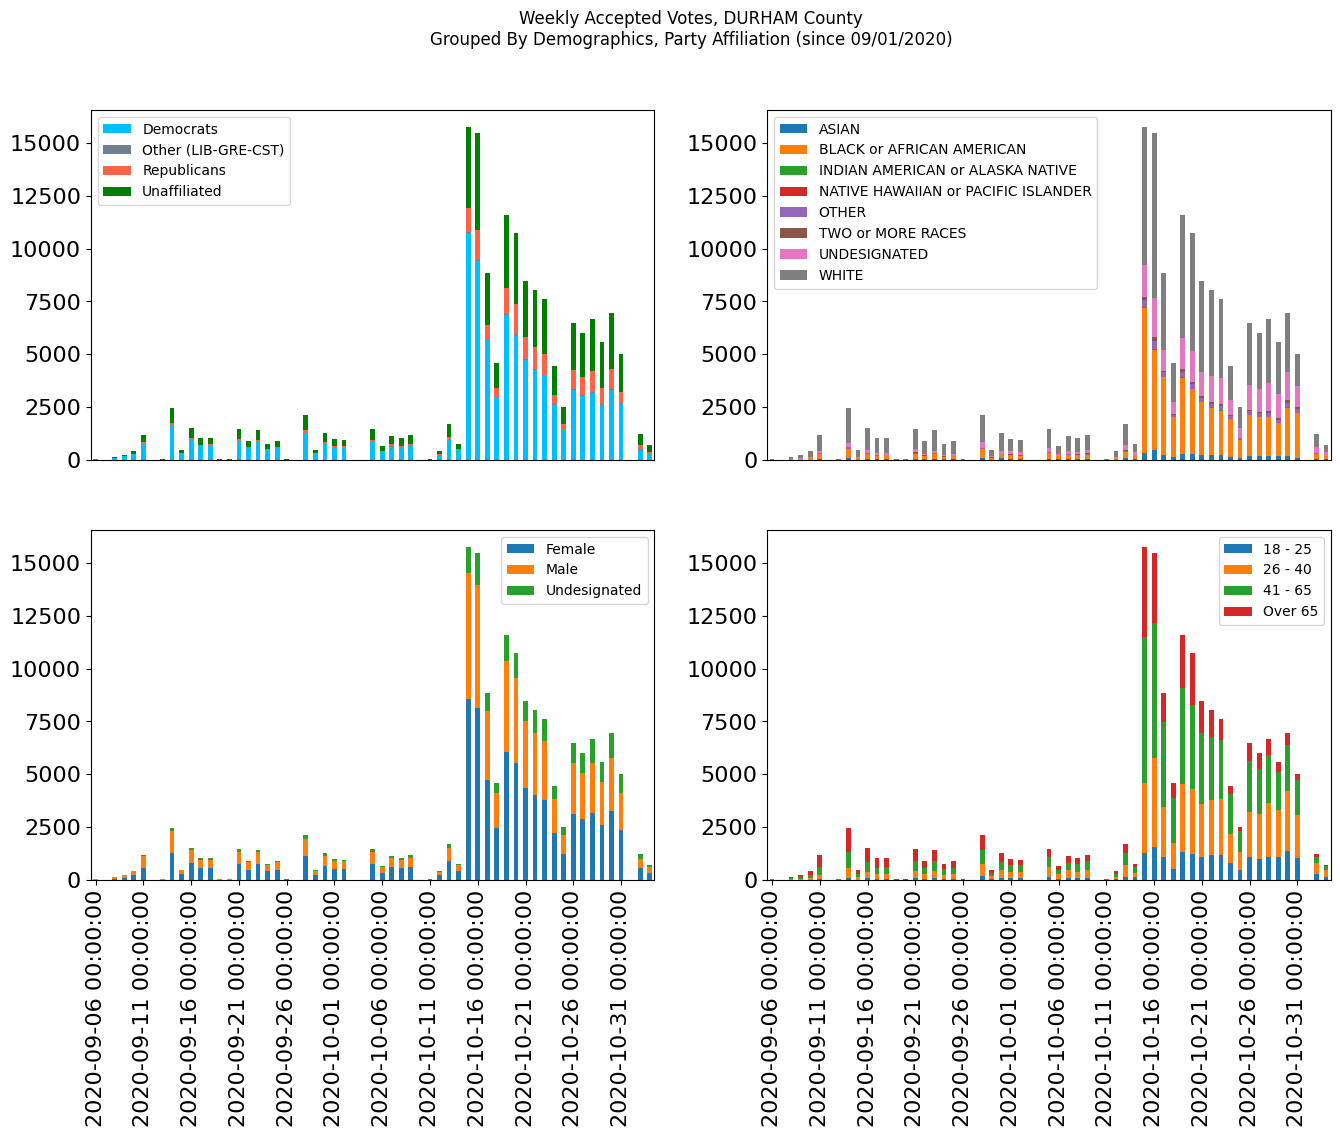 Weekly Accepted Votes, DURHAM County
Grouped By Demographics, Party Affiliation (since 09/01/2020)
15000
12500
10000
7500
5000
2500
0
Democrats
Other (LIB-GRE-CST)
Republicans
Unaffiliated
15000
12500
10000
7500
5000
2500
0
ASIAN
BLACK or AFRICAN AMERICAN
INDIAN AMERICAN or ALASKA NATIVE
NATIVE HAWAIIAN or PACIFIC ISLANDER
OTHER
TWO or MORE RACES
UNDESIGNATED
WHITE
15000
12500
10000
7500
5000
2500
0
Female
Male
Undesignated
2020-09-06 00:00:00
2020-09-11 00:00:00
2020-09-16 00:00:00
2020-09-21 00:00:00
2020-09-26 00:00:00
2020-10-01 00:00:00
2020-10-06 00:00:00
2020-10-11 00:00:00
2020-10-16 00:00:00
2020-10-21 00:00:00
2020-10-26 00:00:00
2020-10-31 00:00:00
15000
12500
10000
7500
5000
2500
0
18 - 25
26 - 40
41 - 65
Over 65
2020-09-06 00:00:00
2020-09-11 00:00:00
2020-09-16 00:00:00
2020-09-21 00:00:00
2020-09-26 00:00:00
2020-10-01 00:00:00
2020-10-06 00:00:00
2020-10-11 00:00:00
2020-10-16 00:00:00
2020-10-21 00:00:00
2020-10-26 00:00:00
2020-10-31 00:00:00